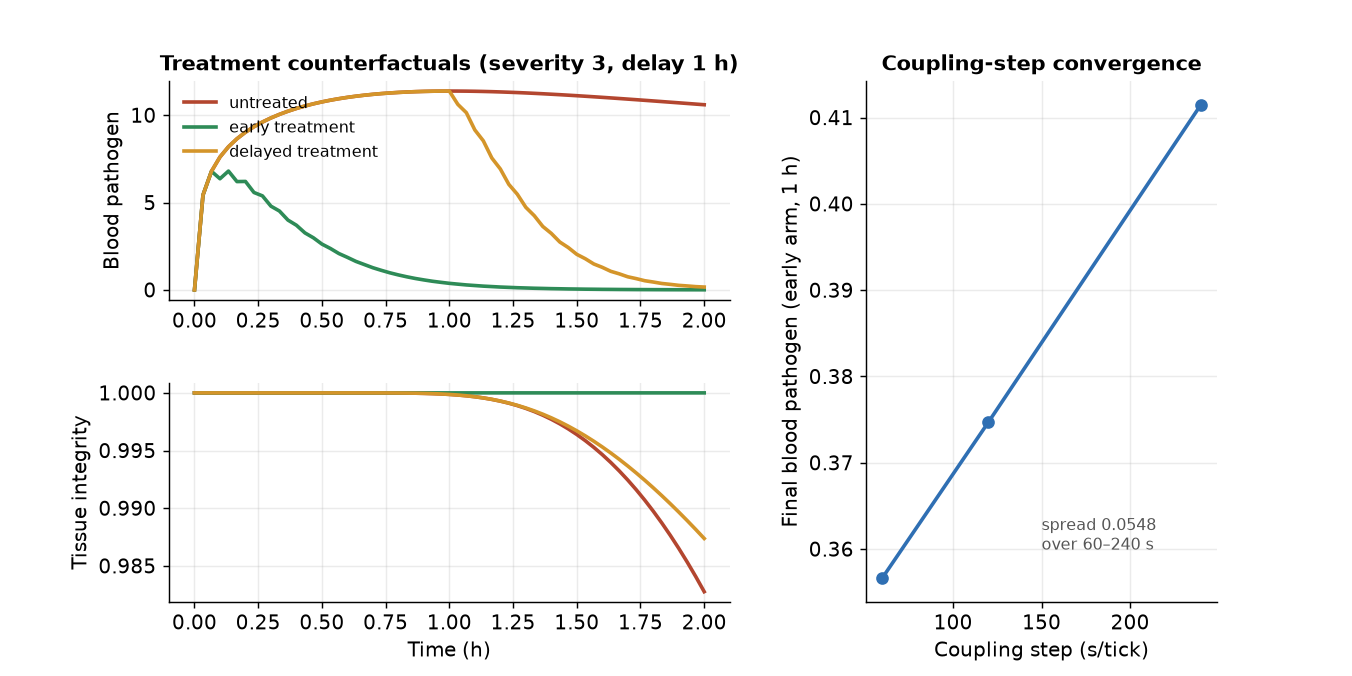 Treatment counterfactuals (severity 3, delay 1 h)
Blood pathogen
10
5
0
untreated
early treatment
delayed treatment
0.00 0.25 0.50 0.75 1.00 1.25 1.50 1.75 2.00
Tissue integrity
1.000
0.995
0.990
0.985
0.00 0.25 0.50 0.75 1.00 1.25 1.50 1.75 2.00
Time (h)
Coupling-step convergence
Final blood pathogen (early arm, 1 h)
0.41
0.40
0.39
0.38
0.37
0.36
spread 0.0548
over 60–240 s
100 150 200
Coupling step (s/tick)